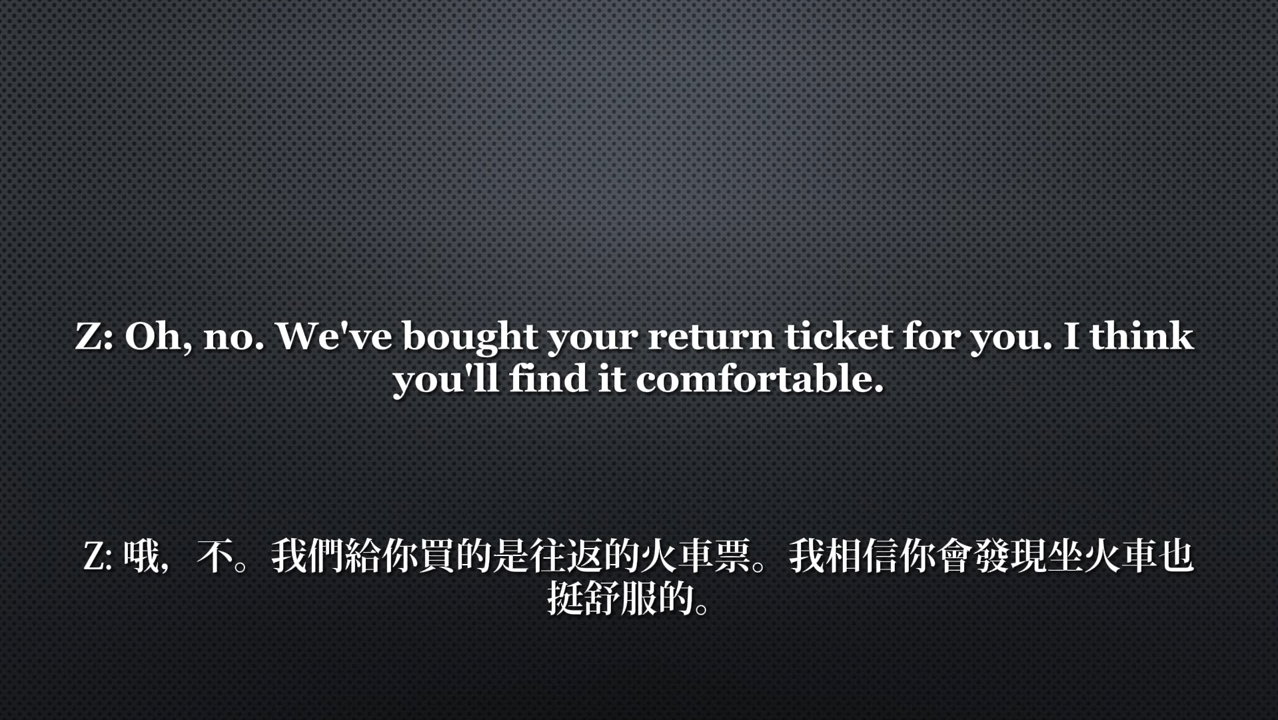 Z: Oh, no. We've bought your return ticket for you. I think
you'll find it comfortable.
Z: 哦，不。我們給你買的是往返的火車票。我相信你會發現坐火車也
挺舒服的。